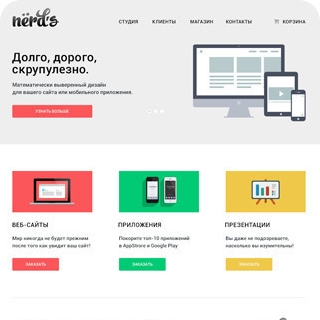 nёrd's
СТУДИЯ КЛИЕНТЫ МАГАЗИН КОНТАКТЫ КОРЗИНА
Долго, дорого,
скрупулезно.
Математически выверенный дизайн
для вашего сайта или мобильного приложения.
УЗНАТЬ БОЛЬШЕ
ВЕБ-САЙТЫ
Мир никогда не будет прежним
после того как увидит ваш сайт!
ЗАКАЗАТЬ
ПРИЛОЖЕНИЯ
Покорите топ-10 приложений
в AppStrore и Google Play
ЗАКАЗАТЬ
ПРЕЗЕНТАЦИИ
Вы даже не подозреваете,
насколько вы изумительны!
ЗАКАЗАТЬ